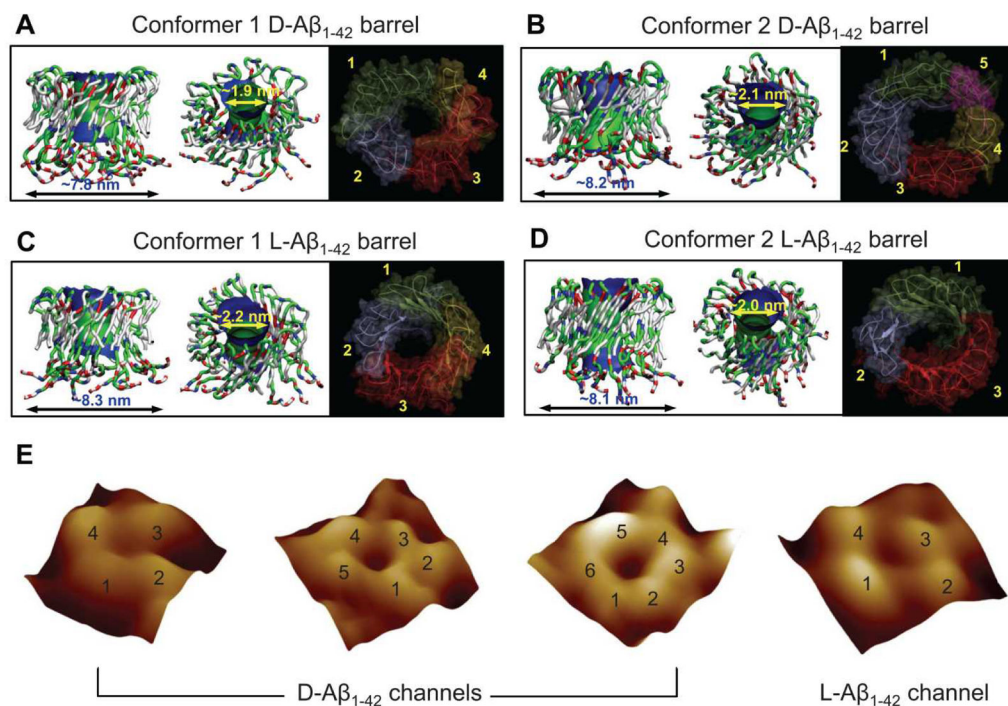 A Conformer 1 D-Aβ1-42 barrel
~1.9 nm
~7.8 nm
1
4
2
3
B Conformer 2 D-Aβ1-42 barrel
~2.1 nm
~8.2 nm
1
5
2
4
3
C Conformer 1 L-Aβ1-42 barrel
~2.2 nm
~8.3 nm
1
2
4
3
D Conformer 2 L-Aβ1-42 barrel
~2.0 nm
~8.1 nm
1
2
3
E
4 3
1 2
4 3
5 2
1
5 4
6 3
1 2
4 3
1 2
D-Aβ1-42 channels
L-Aβ1-42 channel